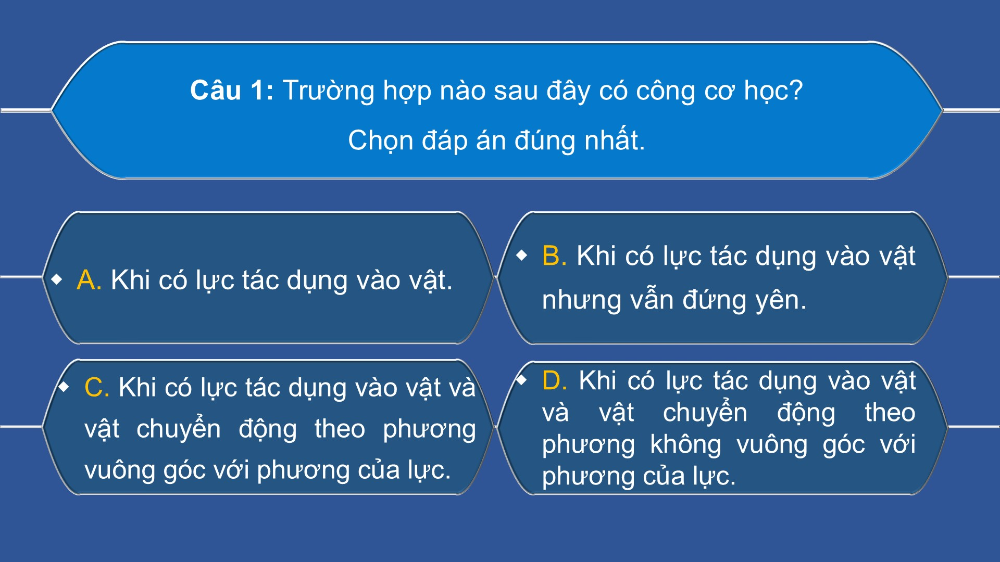 Câu 1: Trường hợp nào sau đây có công cơ học?
Chọn đáp án đúng nhất.
A. Khi có lực tác dụng vào vật.
B. Khi có lực tác dụng vào vật
nhưng vẫn đứng yên.
C. Khi có lực tác dụng vào vật và
vật chuyển động theo phương
vuông góc với phương của lực.
D. Khi có lực tác dụng vào vật
và vật chuyển động theo
phương không vuông góc với
phương của lực.